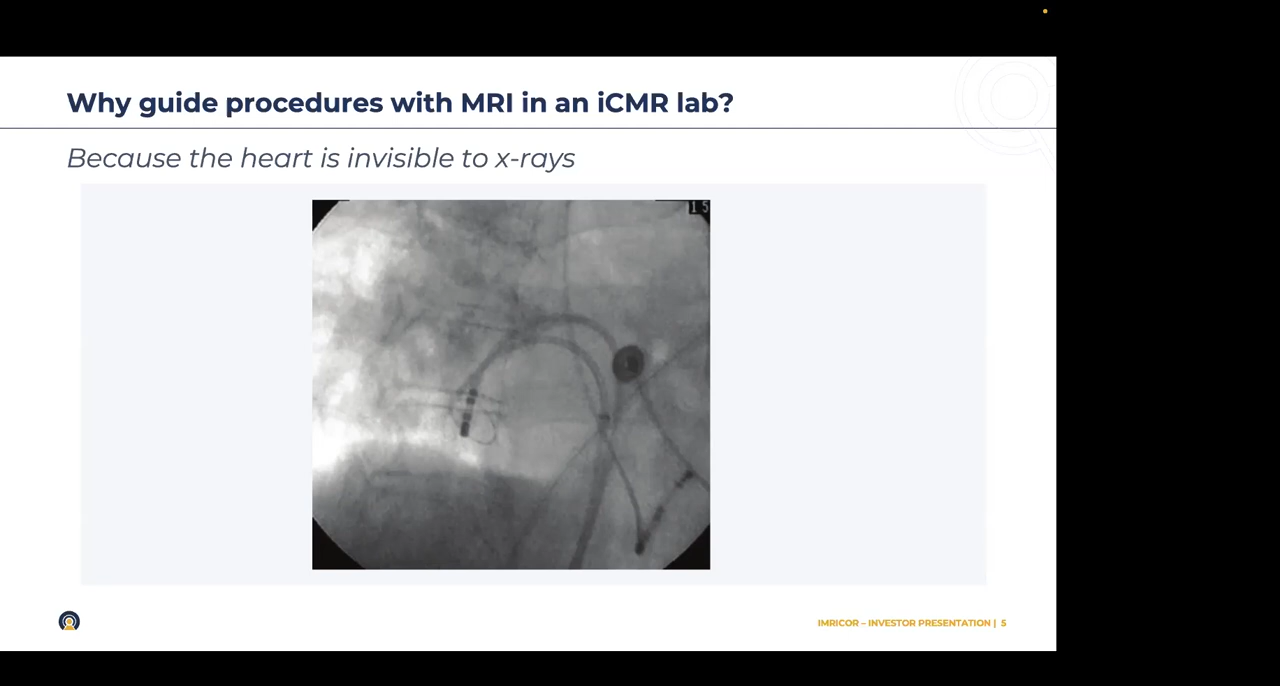 Why guide procedures with MRI in an iCMR lab?
Because the heart is invisible to x-rays
15
IMRICOR – INVESTOR PRESENTATION | 5